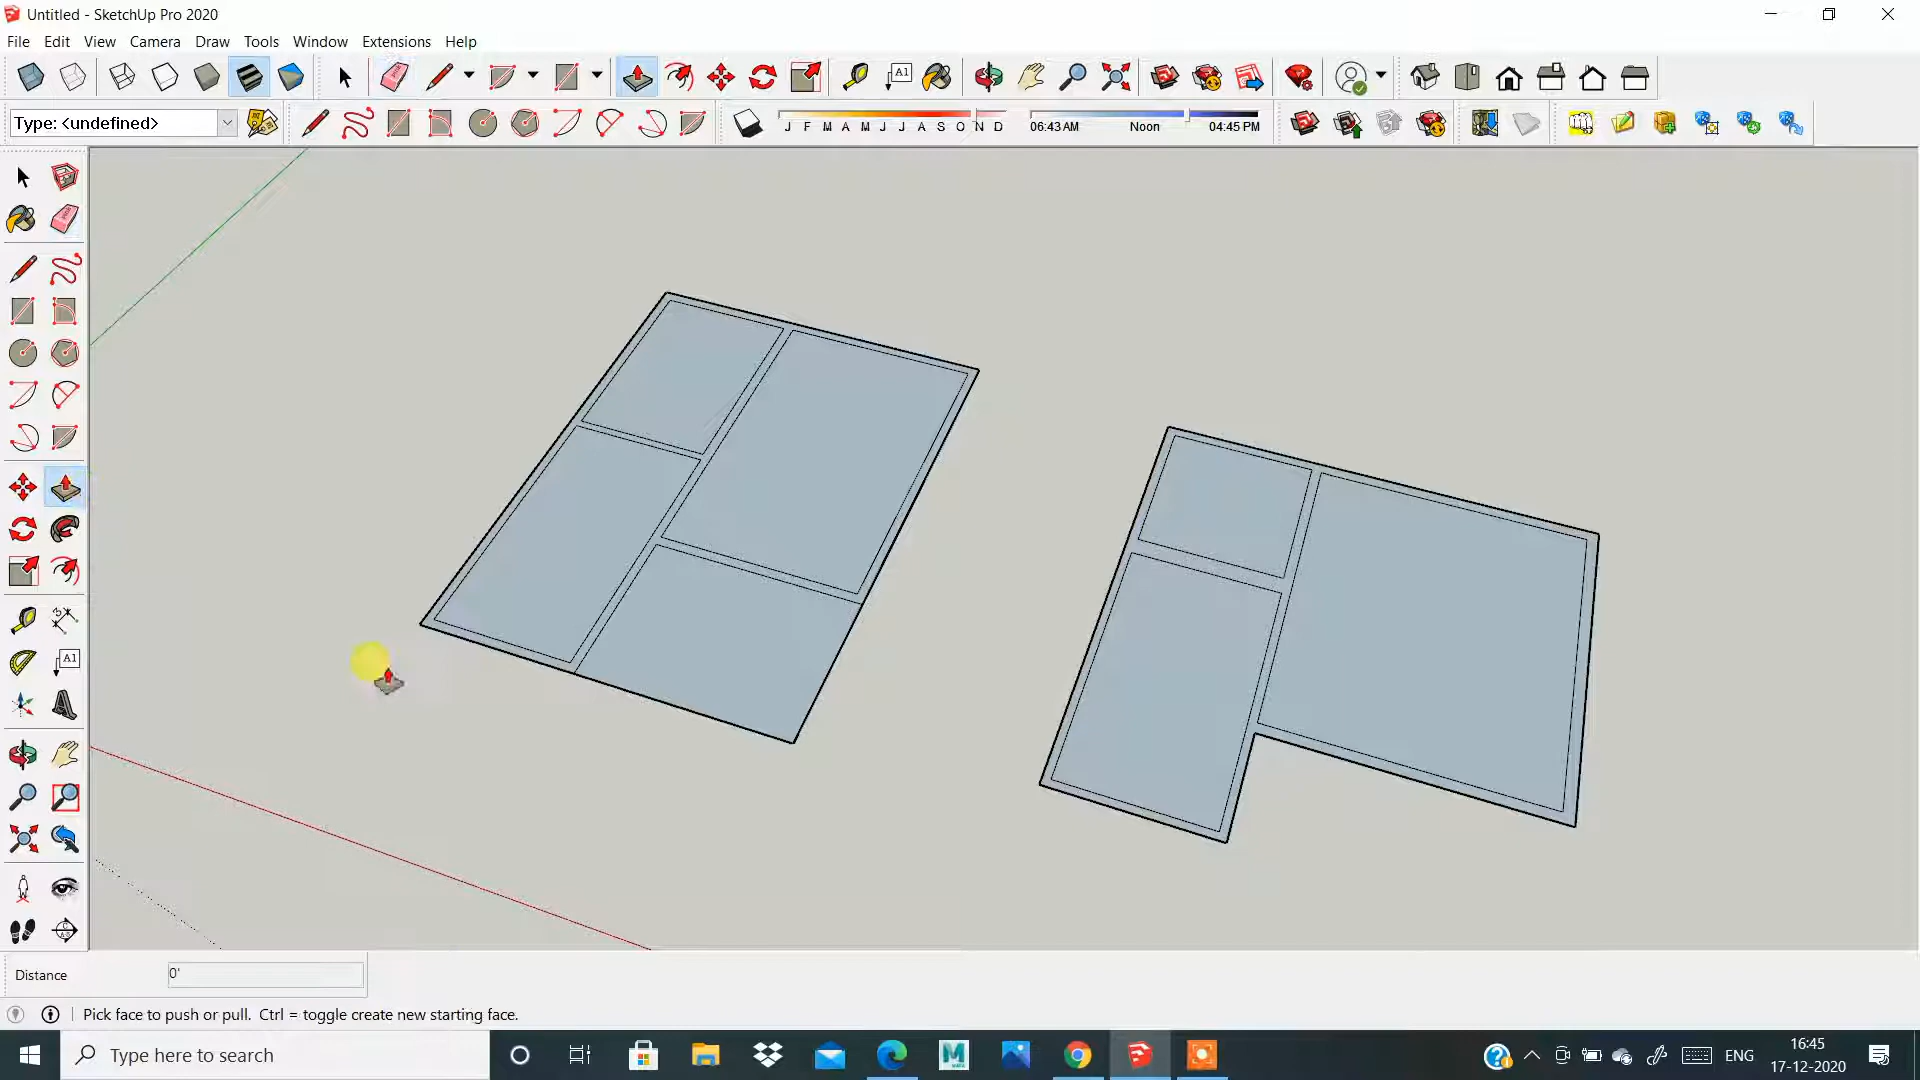 Untitled - SketchUp Pro 2020
File Edit View Camera Draw Tools Window Extensions Help
A1
Type: <undefined>
J F M A M J J A S O N D
06:43 AM Noon 04:45 PM
A1
Distance 0'
Pick face to push or pull. Ctrl = toggle create new starting face.
Type here to search
ENG
16:45
17-12-2020